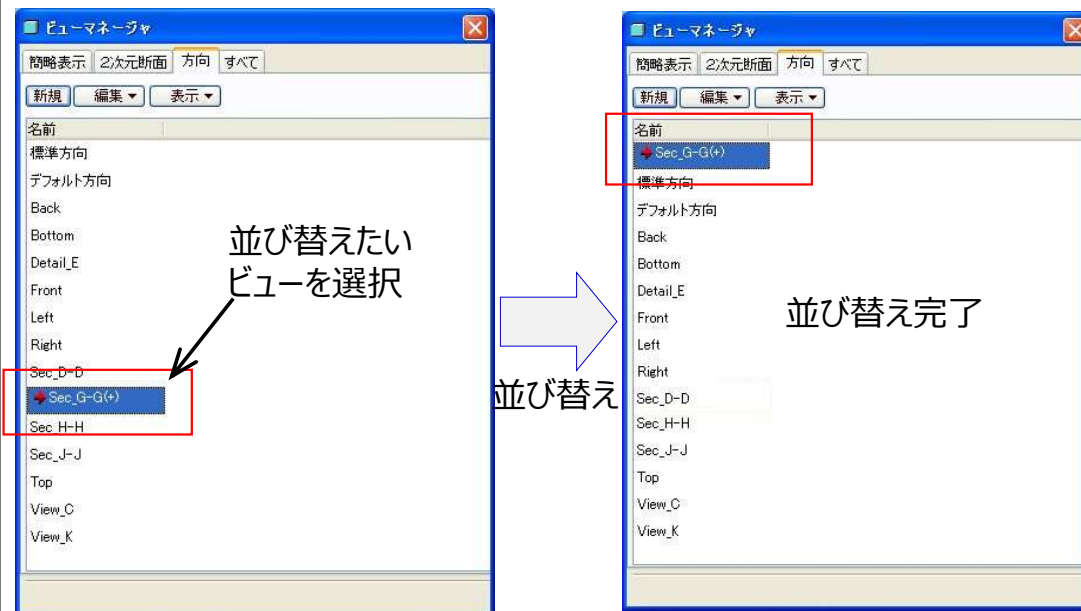 ビューマネージャ
簡略表示 2次元断面 方向 すべて
新規 編集 表示
名前
標準方向
デフォルト方向
Back
Bottom
Detail_E
Front
Left
Right
Sec_D-D
Sec_G-G(+)
Sec_H-H
Sec_J-J
Top
View_C
View_K
並び替えたい
ビューを選択
並び替え
ビューマネージャ
簡略表示 2次元断面 方向 すべて
新規 編集 表示
名前
Sec_G-G(+)
標準方向
デフォルト方向
Back
Bottom
Detail_E
Front
Left
Right
Sec_D-D
Sec_H-H
Sec_J-J
Top
View_C
View_K
並び替え完了